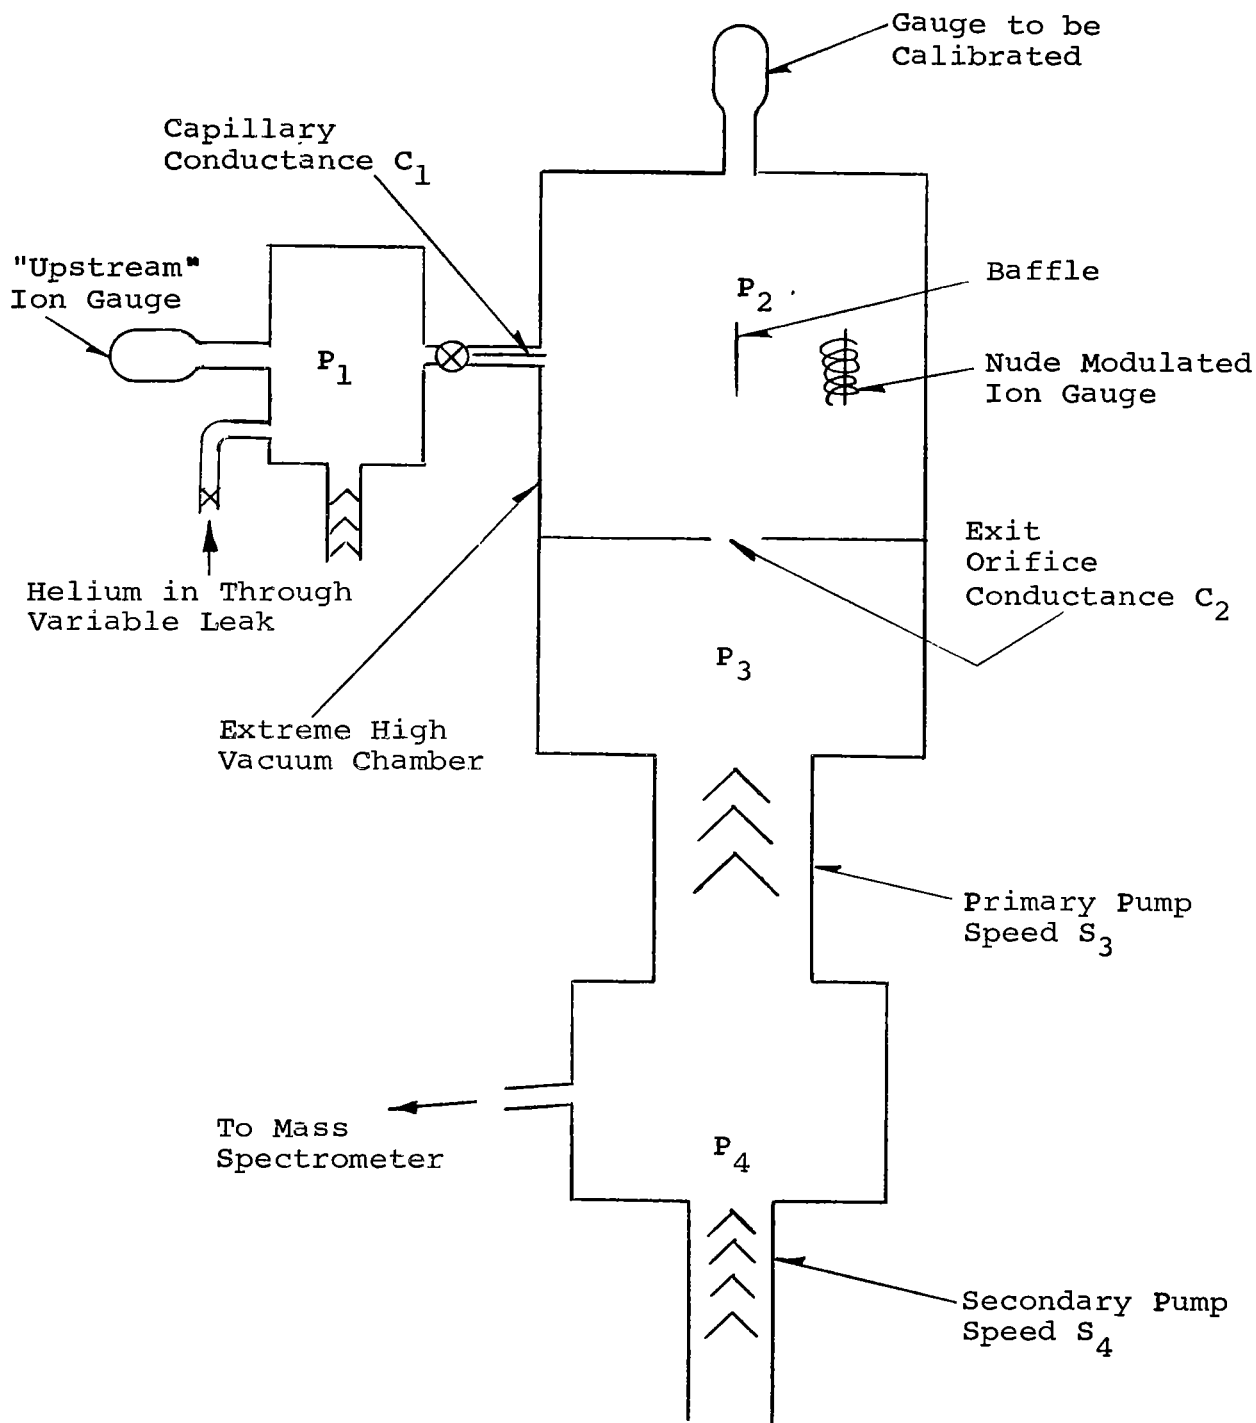 Gauge to be
Calibrated
Capillary
Conductance C₁
"Upstream"
Ion Gauge
P₁
P₂
Baffle
Nude Modulated
Ion Gauge
Helium in Through
Variable Leak
Exit
Orifice
Conductance C₂
P₃
Extreme High
Vacuum Chamber
Primary Pump
Speed S₃
To Mass
Spectrometer
P₄
Secondary Pump
Speed S₄